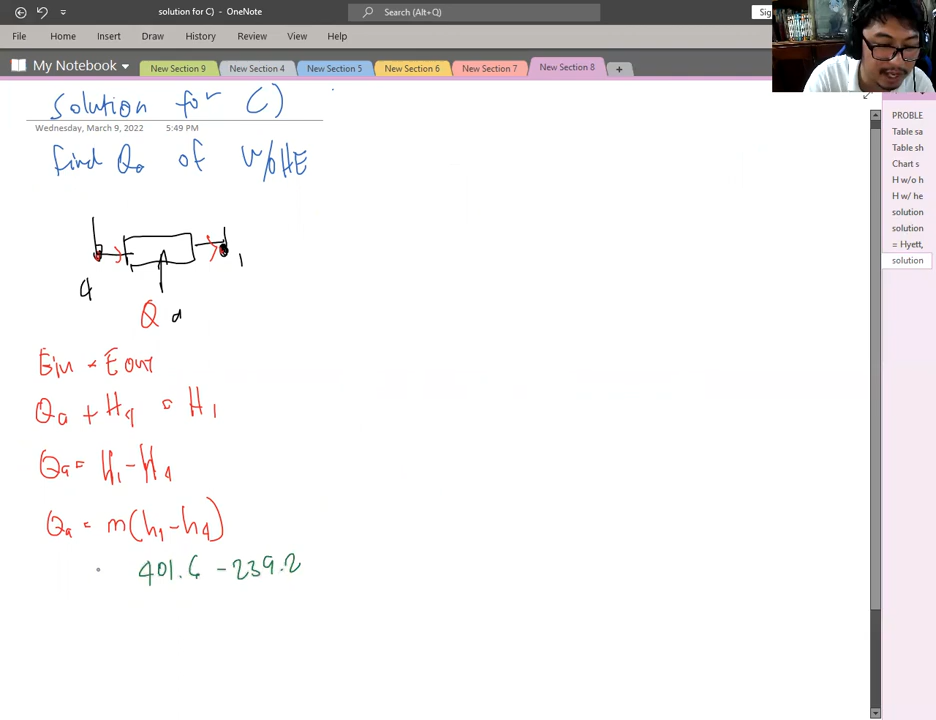 solution for C) - OneNote
Search (Alt+Q)
File Home Insert Draw History Review View Help
My Notebook
New Section 9 New Section 4 New Section 5 New Section 6 New Section 7 New Section 8
solution for C)
Wednesday, March 9, 2022 5:49 PM
find Qa of w/o HE
4
1
Q a
Ein = Eout
Qa + H4 = H1
Qa = H1 - H4
Qa = m(h1 - h4)
401.6 - 239.2
PROBLE
Table sa
Table sh
Chart s
H w/o h
H w/ he
solution
solution
= Hyett,
solution